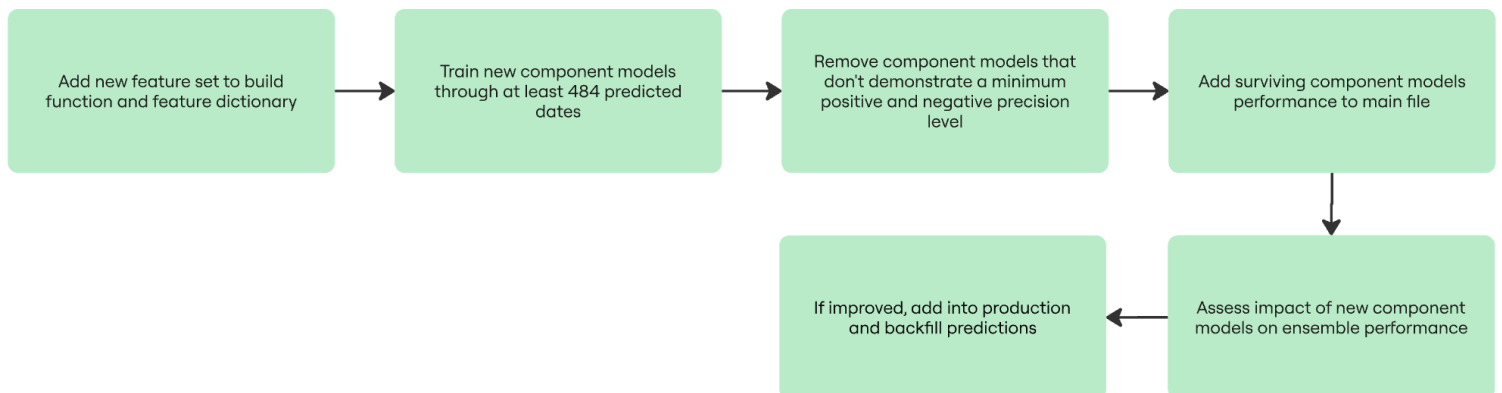 Add new feature set to build
function and feature dictionary
Train new component models
through at least 484 predicted
dates
Remove component models that
don't demonstrate a minimum
positive and negative precision
level
Add surviving component models
performance to main file
Assess impact of new component
models on ensemble performance
If improved, add into production
and backfill predictions